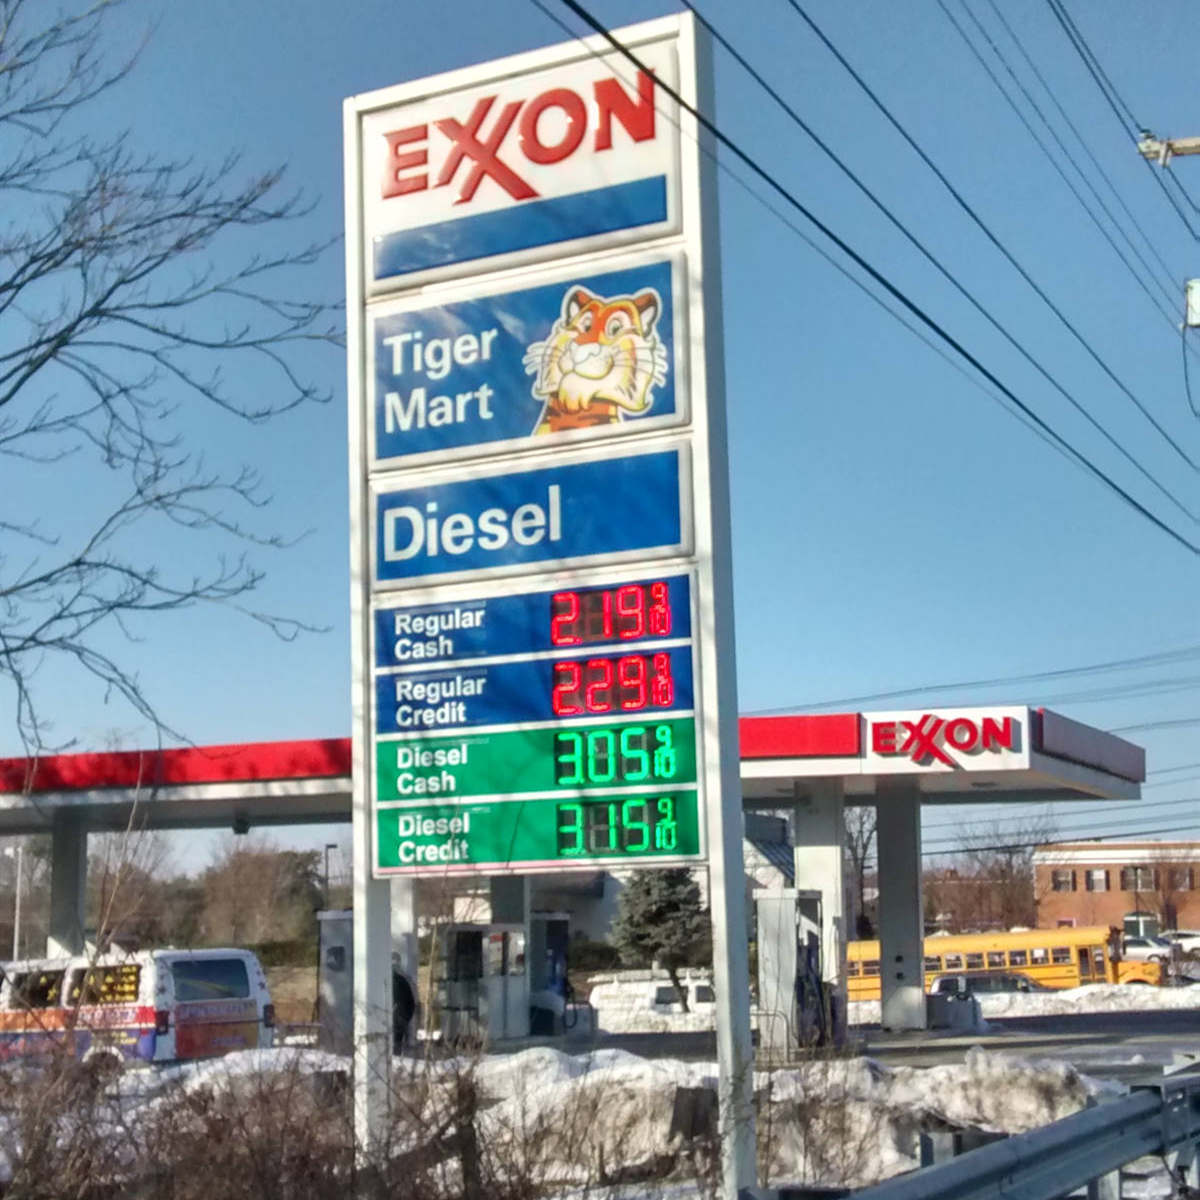 EXXON
Tiger
Mart
Diesel
Regular
Cash
2.19 9/10
Regular
Credit
2.29 9/10
Diesel
Cash
3.05 9/10
Diesel
Credit
3.19 9/10
EXXON